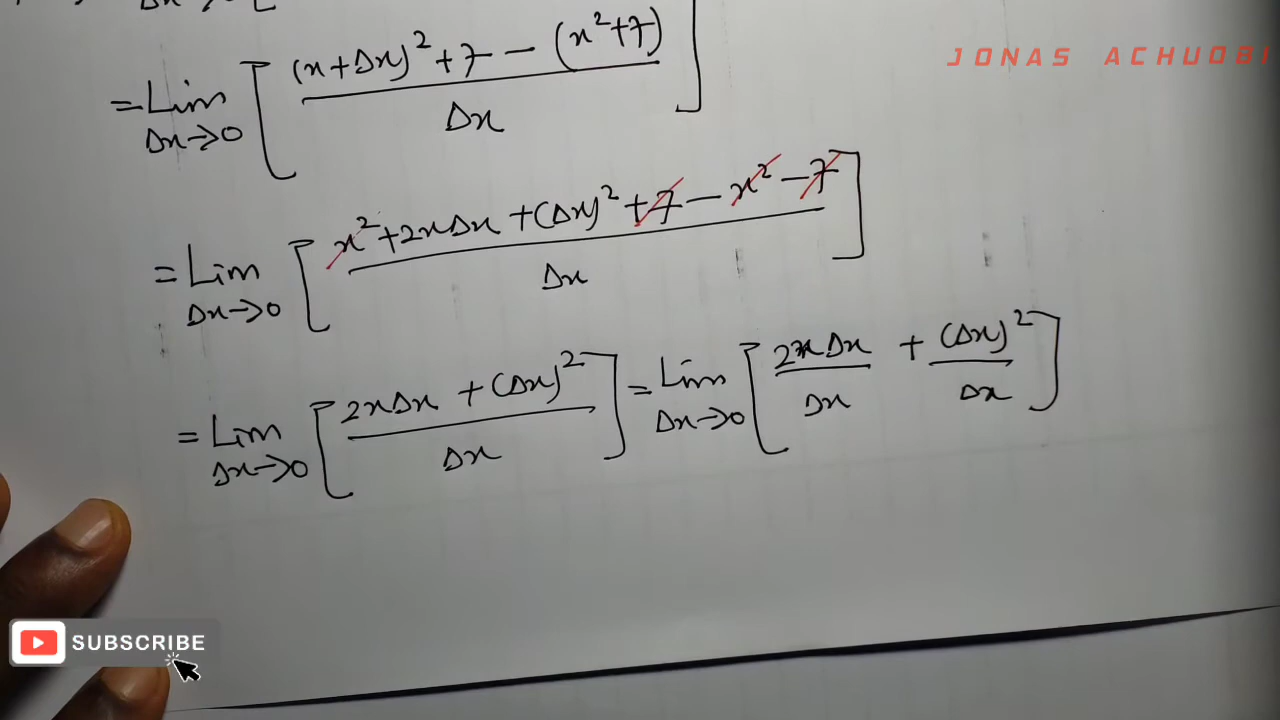 JONAS ACHUOBI
= Lim Δx→0 [ ((x+Δx)² + 7 − (x²+7)) / Δx ]
= Lim Δx→0 [ (x² + 2xΔx + (Δx)² + 7 − x² − 7) / Δx ]
= Lim Δx→0 [ (2xΔx + (Δx)²) / Δx ] = Lim Δx→0 [ 2xΔx / Δx + (Δx)² / Δx ]
SUBSCRIBE